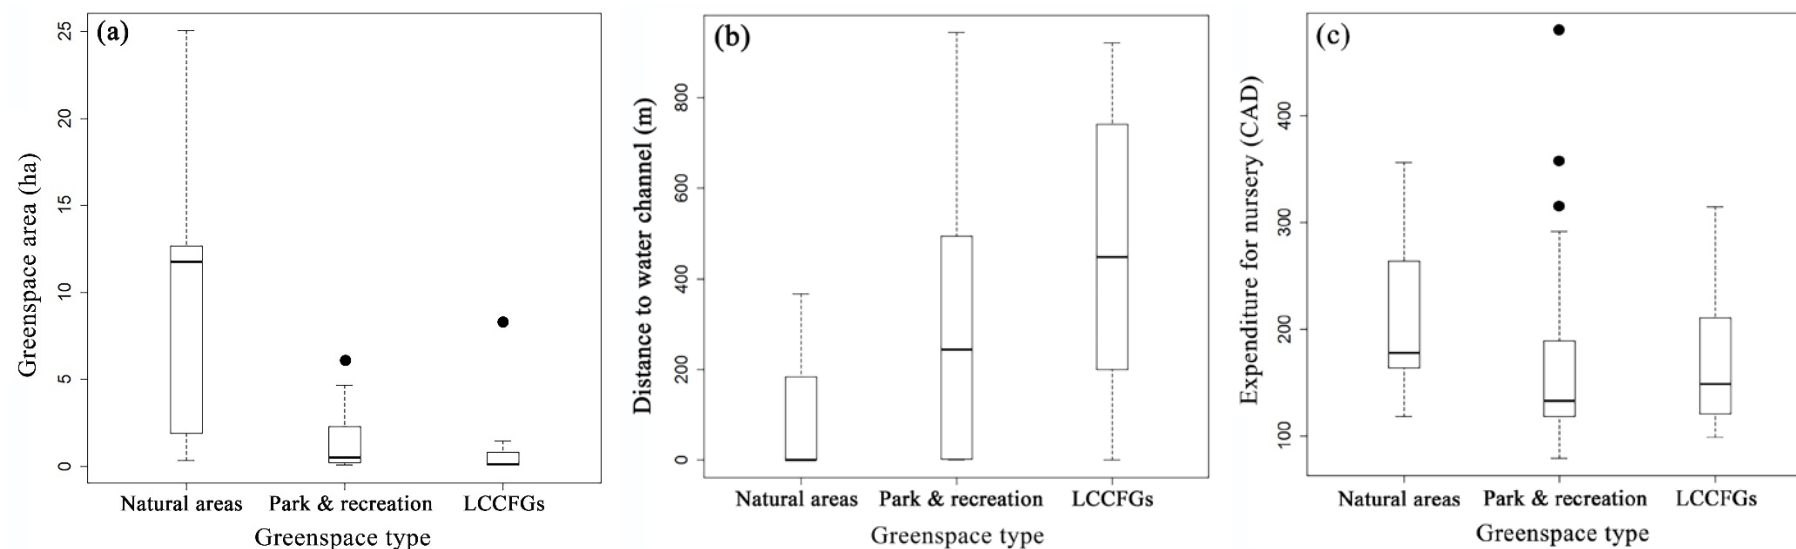 (a)
Greenspace area (ha)
25
20
15
10
5
0
Natural areas Park & recreation LCCFGs
Greenspace type
(b)
Distance to water channel (m)
800
600
400
200
0
Natural areas Park & recreation LCCFGs
Greenspace type
(c)
Expenditure for nursery (CAD)
400
300
200
100
Natural areas Park & recreation LCCFGs
Greenspace type